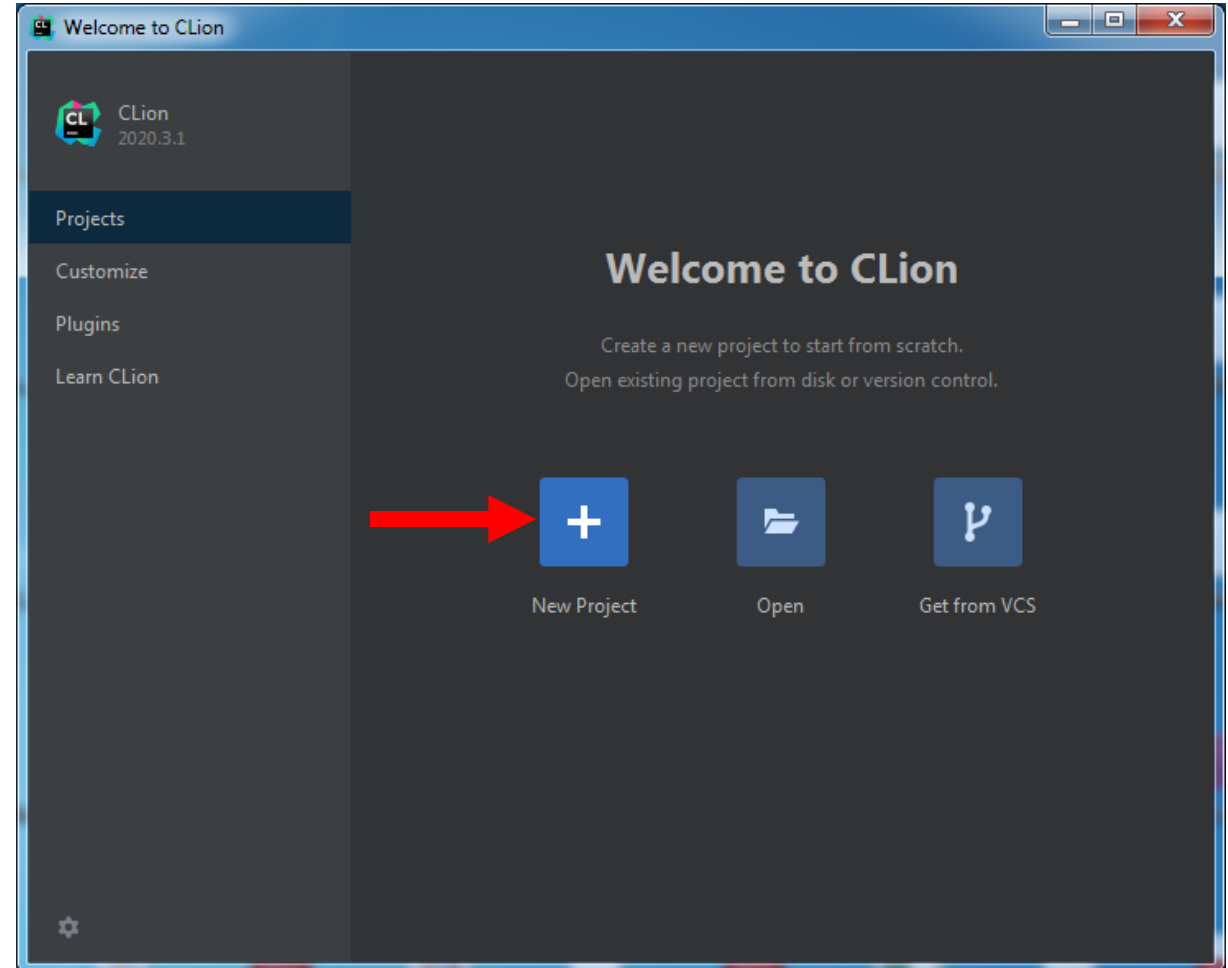 Welcome to CLion
CL
CLion
2020.3.1
Projects
Customize
Plugins
Learn CLion
Welcome to CLion
Create a new project to start from scratch.
Open existing project from disk or version control.
New Project
Open
Get from VCS